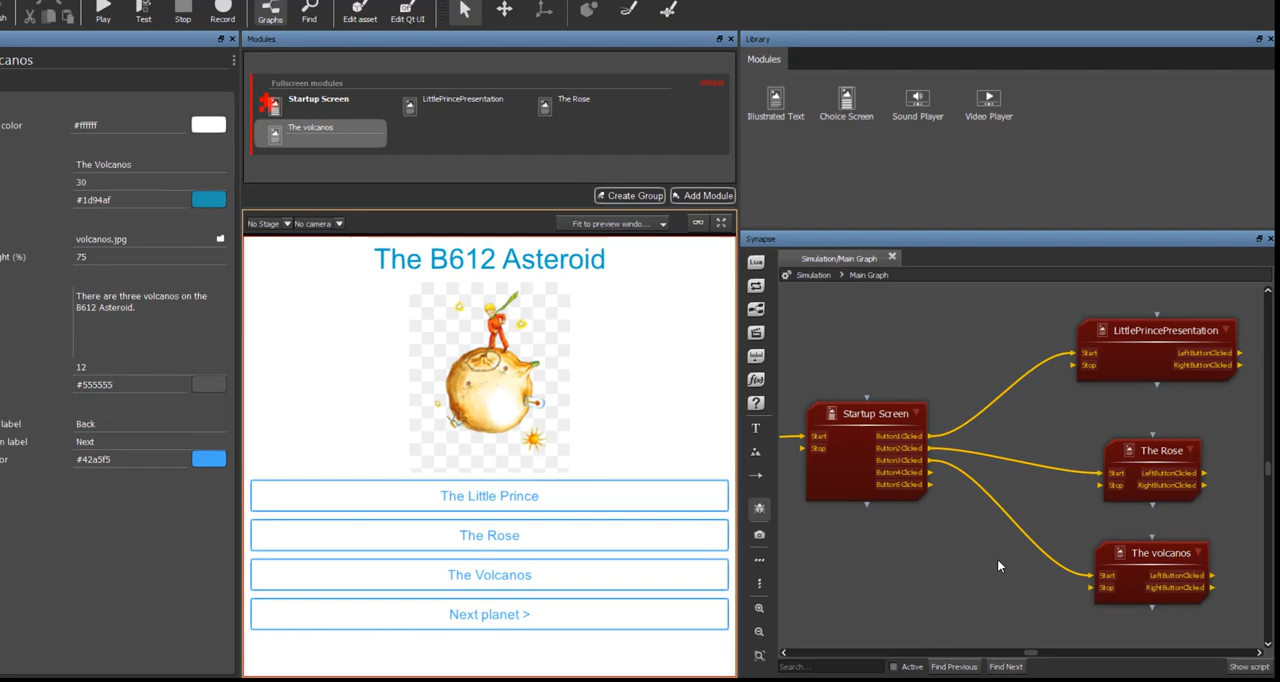 sh
Play
Test
Stop
Record
Graphs
Find
Edit asset
Edit Qt UI
Modules
Library
canos
color
#ffffff
The Volcanos
30
#1d94af
volcanos.jpg
ght (%)
75
There are three volcanos on the
B612 Asteroid.
12
#555555
label
Back
m label
Next
or
#42a5f5
Fullscreen modules
Startup Screen
LittlePrincePresentation
The Rose
The volcanos
Create Group
Add Module
No Stage
No camera
Fit to preview windo...
The B612 Asteroid
The Little Prince
The Rose
The Volcanos
Next planet >
Modules
Illustrated Text
Choice Screen
Sound Player
Video Player
Synapse
Simulation/Main Graph
Simulation
Main Graph
Lua
f(x)
?
T
LittlePrincePresentation
Start
LeftButtonClicked
Stop
RightButtonClicked
Startup Screen
Start
Button1Clicked
Stop
Button2Clicked
Button3Clicked
Button4Clicked
Button5Clicked
The Rose
Start
LeftButtonClicked
Stop
RightButtonClicked
The volcanos
Start
LeftButtonClicked
Stop
RightButtonClicked
Search...
Active
Find Previous
Find Next
Show script